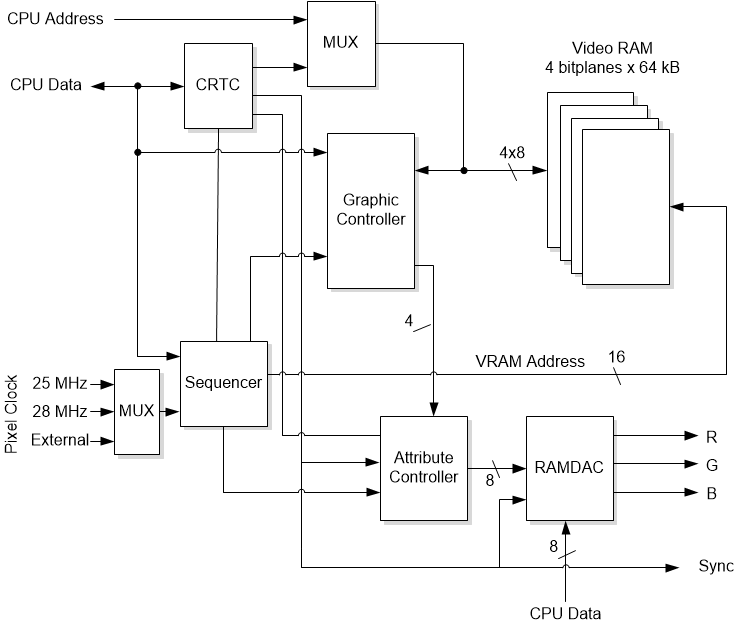 CPU Address
MUX
Video RAM
4 bitplanes x 64 kB
CPU Data
CRTC
4x8
Graphic
Controller
4
VRAM Address
16
Pixel Clock
25 MHz
28 MHz
External
MUX
Sequencer
Attribute
Controller
8
RAMDAC
R
G
B
8
Sync
CPU Data